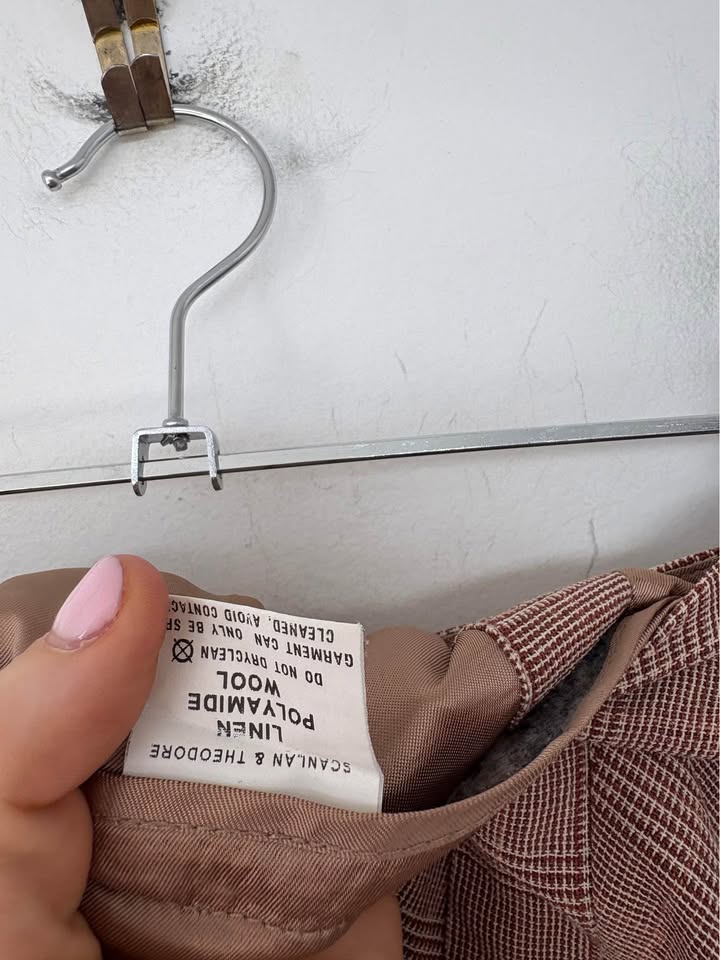 SCANLAN & THEODORE
LINEN
POLYAMIDE
WOOL
DO NOT DRYCLEAN
GARMENT CAN ONLY BE
CLEANED, AVOID